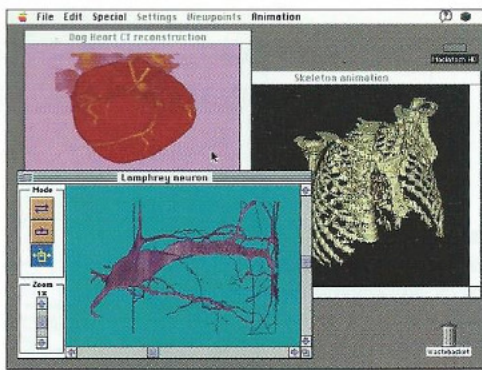 File Edit Special Settings Viewpoints Animation
Dog Heart CT reconstruction
Macintosh HD
Skeleton animation
Lamphrey neuron
Mode
Zoom
1X
Wastebasket